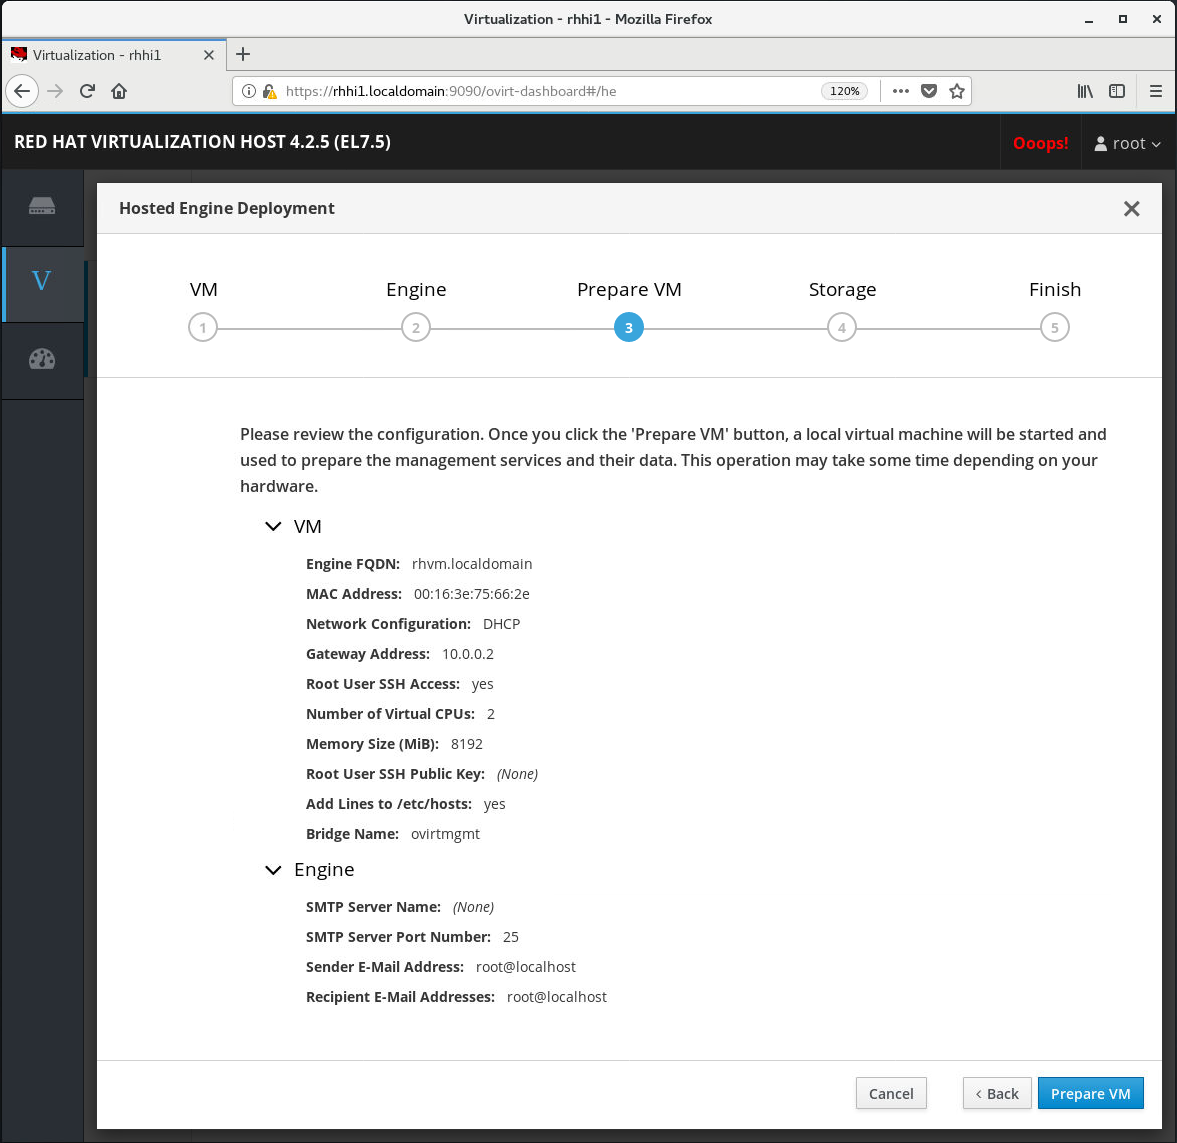 Virtualization - rhhi1 - Mozilla Firefox
Virtualization - rhhi1
https://rhhi1.localdomain:9090/ovirt-dashboard#/he 120%
RED HAT VIRTUALIZATION HOST 4.2.5 (EL7.5) Ooops! root
Hosted Engine Deployment
VM Engine Prepare VM Storage Finish
1 2 3 4 5
V
Please review the configuration. Once you click the 'Prepare VM' button, a local virtual machine will be started and
used to prepare the management services and their data. This operation may take some time depending on your
hardware.
VM
Engine FQDN: rhvm.localdomain
MAC Address: 00:16:3e:75:66:2e
Network Configuration: DHCP
Gateway Address: 10.0.0.2
Root User SSH Access: yes
Number of Virtual CPUs: 2
Memory Size (MiB): 8192
Root User SSH Public Key: (None)
Add Lines to /etc/hosts: yes
Bridge Name: ovirtmgmt
Engine
SMTP Server Name: (None)
SMTP Server Port Number: 25
Sender E-Mail Address: root@localhost
Recipient E-Mail Addresses: root@localhost
Cancel Back Prepare VM